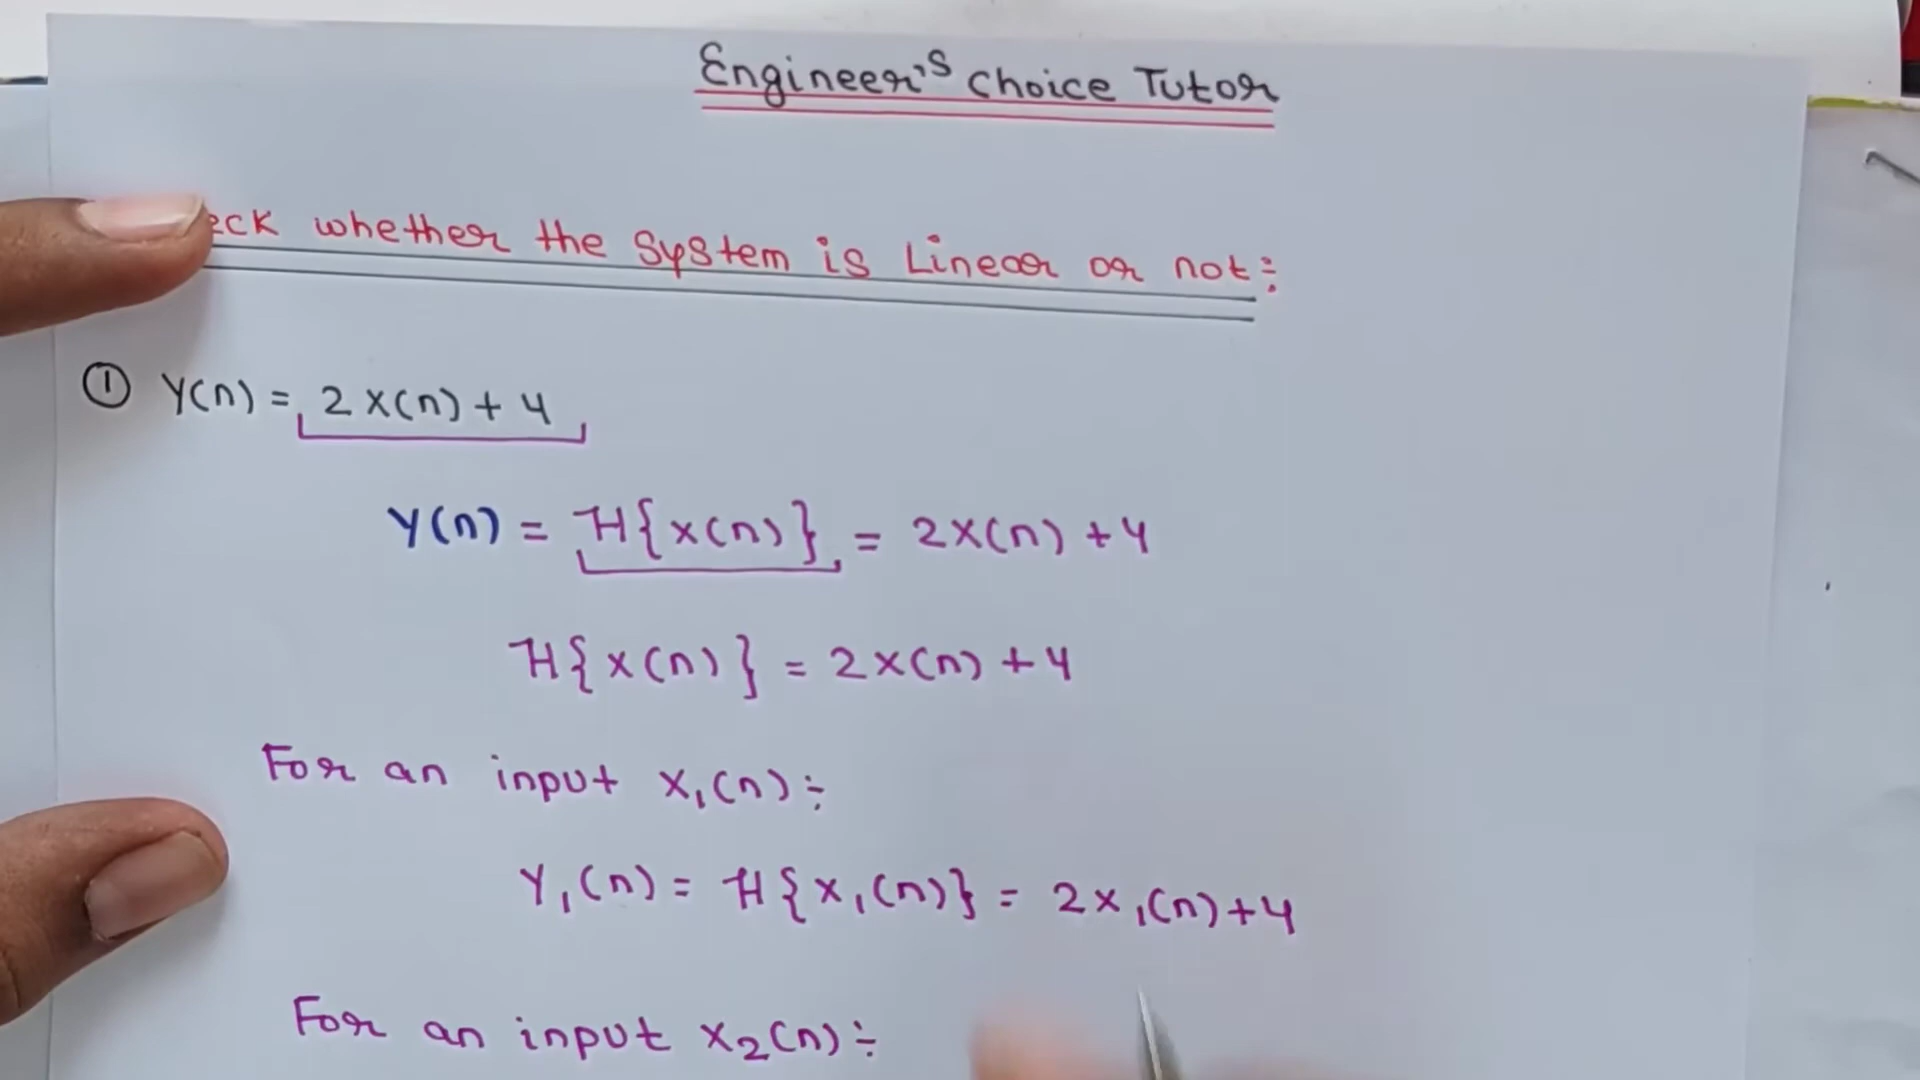 Engineer's Choice Tutor
eck whether the System is Linear or not:
① Y(n) = 2x(n) + 4
Y(n) = H{x(n)} = 2x(n) + 4
H{x(n)} = 2x(n) + 4
For an input x₁(n):
Y₁(n) = H{x₁(n)} = 2x₁(n) + 4
For an input x₂(n):